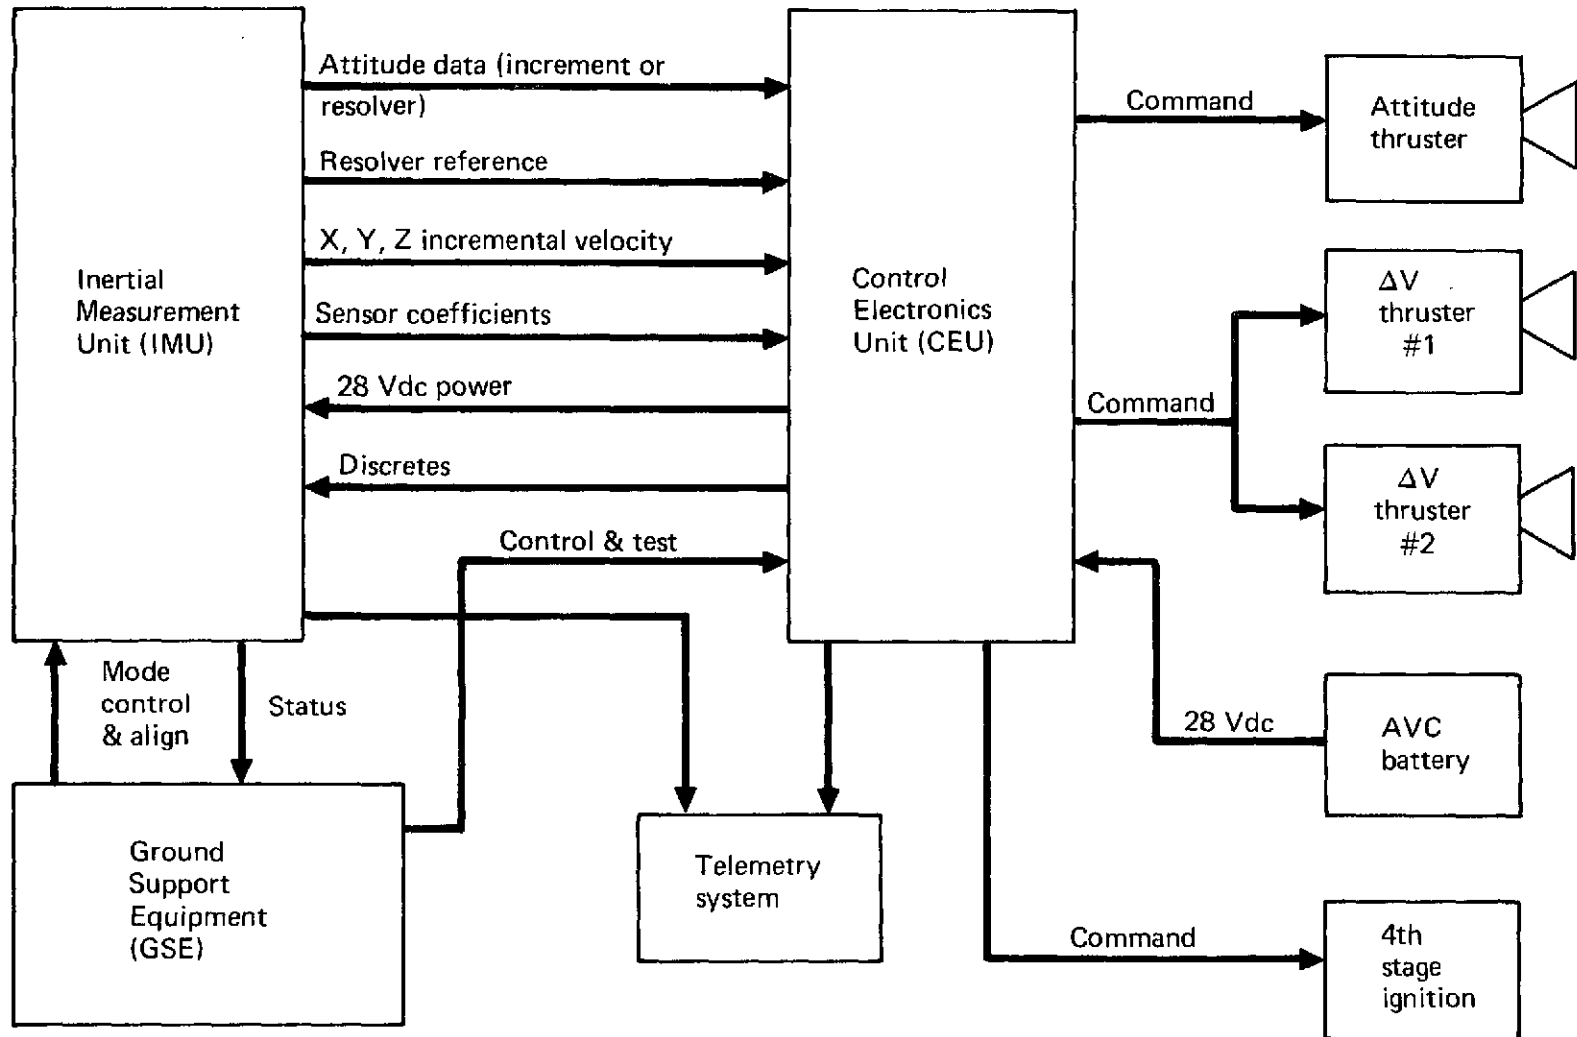 Attitude data (increment or
resolver)
Resolver reference
X, Y, Z incremental velocity
Sensor coefficients
28 Vdc power
Discretes
Control & test
Inertial
Measurement
Unit (IMU)
Control
Electronics
Unit (CEU)
Command
Attitude
thruster
ΔV
thruster
#1
Command
ΔV
thruster
#2
Mode
control
& align
Status
28 Vdc
AVC
battery
Ground
Support
Equipment
(GSE)
Telemetry
system
Command
4th
stage
ignition